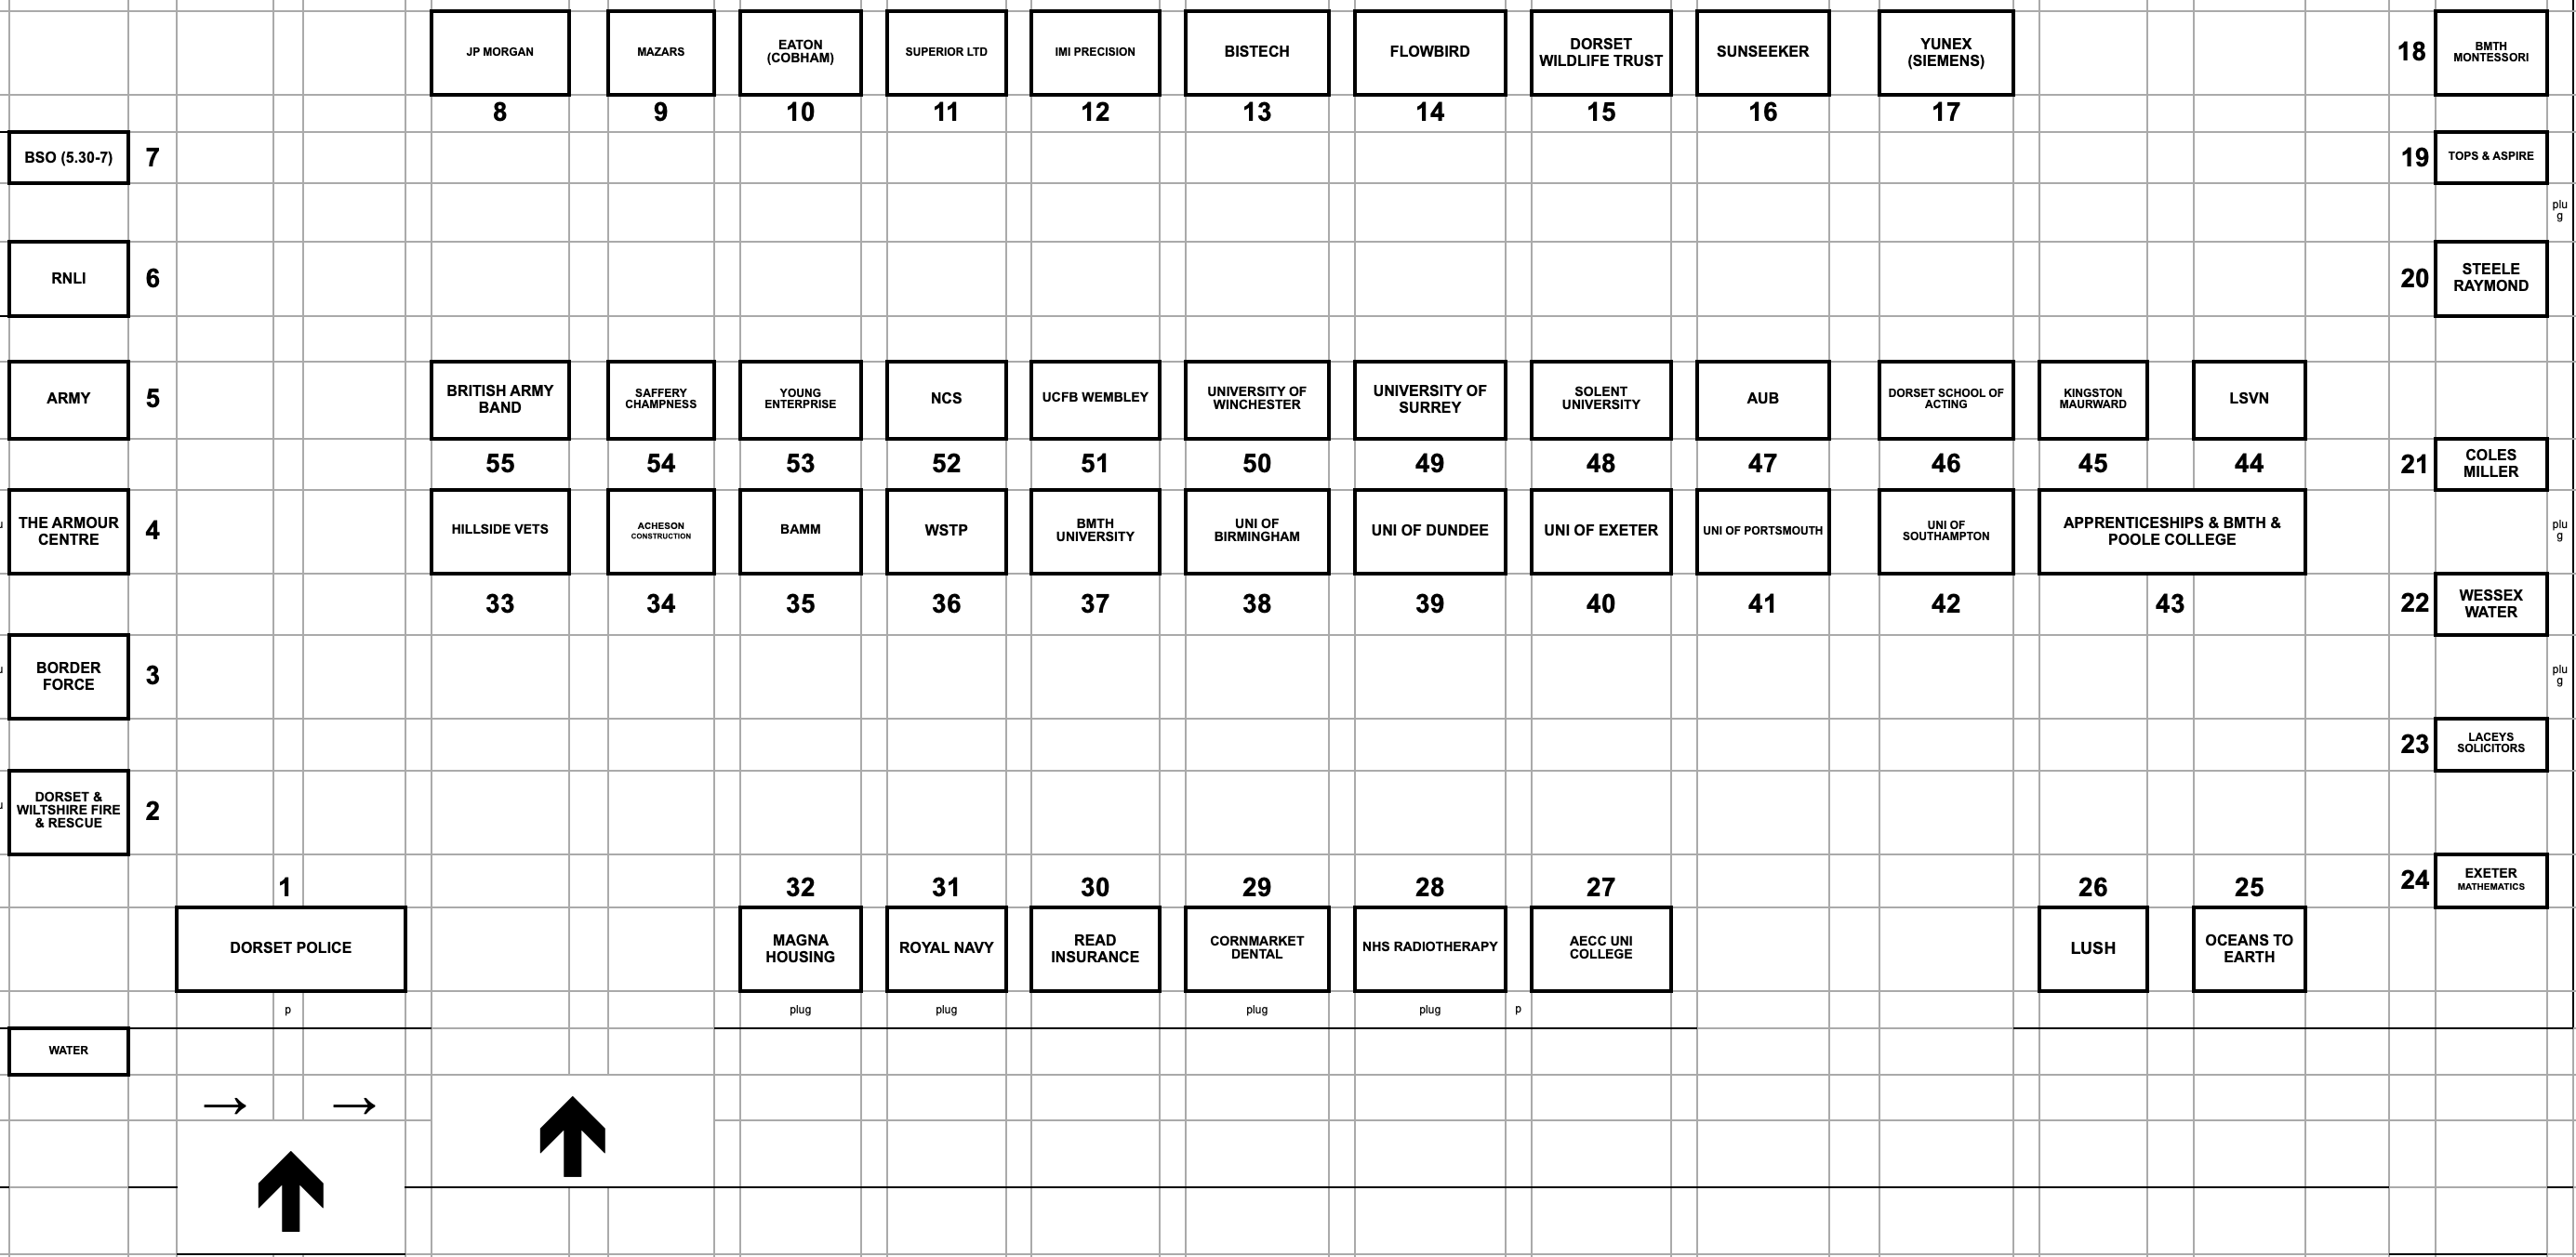 JP MORGAN
MAZARS
EATON
(COBHAM)
SUPERIOR LTD
IMI PRECISION
BISTECH
FLOWBIRD
DORSET
WILDLIFE TRUST
SUNSEEKER
YUNEX
(SIEMENS)
18
BMTH
MONTESSORI
8
9
10
11
12
13
14
15
16
17
BSO (5.30-7)
7
19
TOPS & ASPIRE
plu
g
RNLI
6
20
STEELE
RAYMOND
ARMY
5
BRITISH ARMY
BAND
SAFFERY
CHAMPNESS
YOUNG
ENTERPRISE
NCS
UCFB WEMBLEY
UNIVERSITY OF
WINCHESTER
UNIVERSITY OF
SURREY
SOLENT
UNIVERSITY
AUB
DORSET SCHOOL OF
ACTING
KINGSTON
MAURWARD
LSVN
55
54
53
52
51
50
49
48
47
46
45
44
21
COLES
MILLER
THE ARMOUR
CENTRE
4
HILLSIDE VETS
ACHESON
CONSTRUCTION
BAMM
WSTP
BMTH
UNIVERSITY
UNI OF
BIRMINGHAM
UNI OF DUNDEE
UNI OF EXETER
UNI OF PORTSMOUTH
UNI OF
SOUTHAMPTON
APPRENTICESHIPS & BMTH &
POOLE COLLEGE
plu
g
33
34
35
36
37
38
39
40
41
42
43
22
WESSEX
WATER
BORDER
FORCE
3
plu
g
23
LACEYS
SOLICITORS
DORSET &
WILTSHIRE FIRE
& RESCUE
2
1
32
31
30
29
28
27
26
25
24
EXETER
MATHEMATICS
DORSET POLICE
MAGNA
HOUSING
ROYAL NAVY
READ
INSURANCE
CORNMARKET
DENTAL
NHS RADIOTHERAPY
AECC UNI
COLLEGE
LUSH
OCEANS TO
EARTH
p
plug
plug
plug
plug
p
WATER